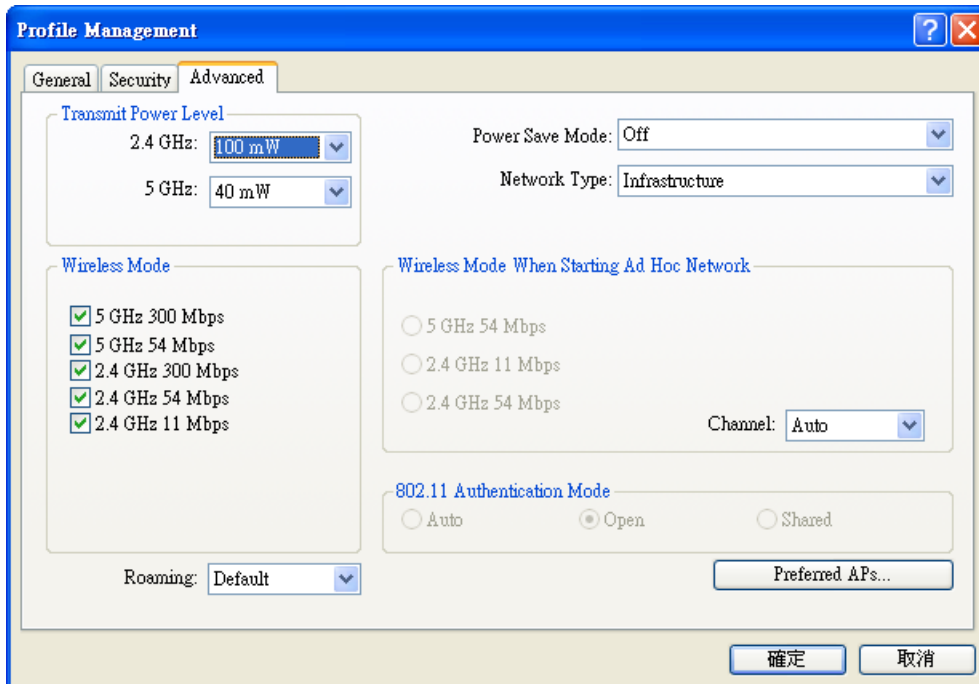 Profile Management
General Security Advanced
Transmit Power Level
2.4 GHz: 100 mW
5 GHz: 40 mW
Power Save Mode: Off
Network Type: Infrastructure
Wireless Mode
5 GHz 300 Mbps
5 GHz 54 Mbps
2.4 GHz 300 Mbps
2.4 GHz 54 Mbps
2.4 GHz 11 Mbps
Wireless Mode When Starting Ad Hoc Network
5 GHz 54 Mbps
2.4 GHz 11 Mbps
2.4 GHz 54 Mbps
Channel: Auto
802.11 Authentication Mode
Auto Open Shared
Roaming: Default
Preferred APs...
確定 取消